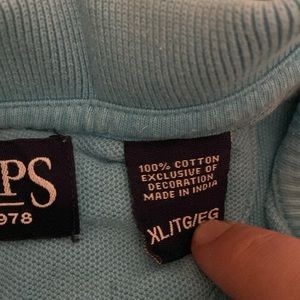 PS
978
100% COTTON
EXCLUSIVE OF
DECORATION
MADE IN INDIA
XL/TG/EG